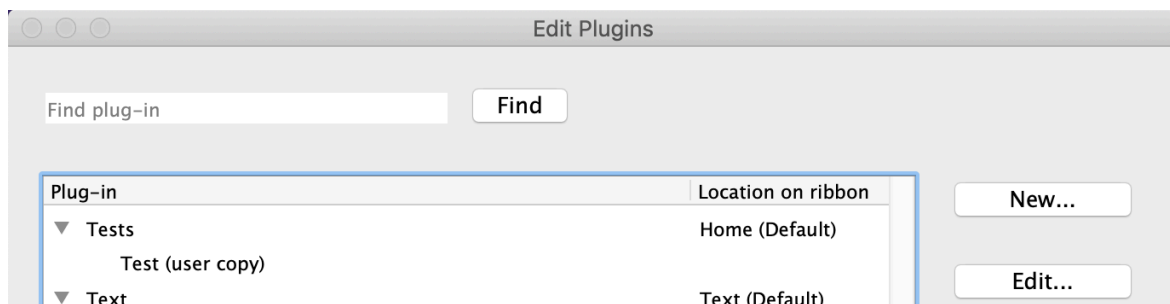 Edit Plugins
Find plug-in
Find
Plug-in Location on ribbon
New...
Tests Home (Default)
Test (user copy)
Edit...
Text Text (Default)